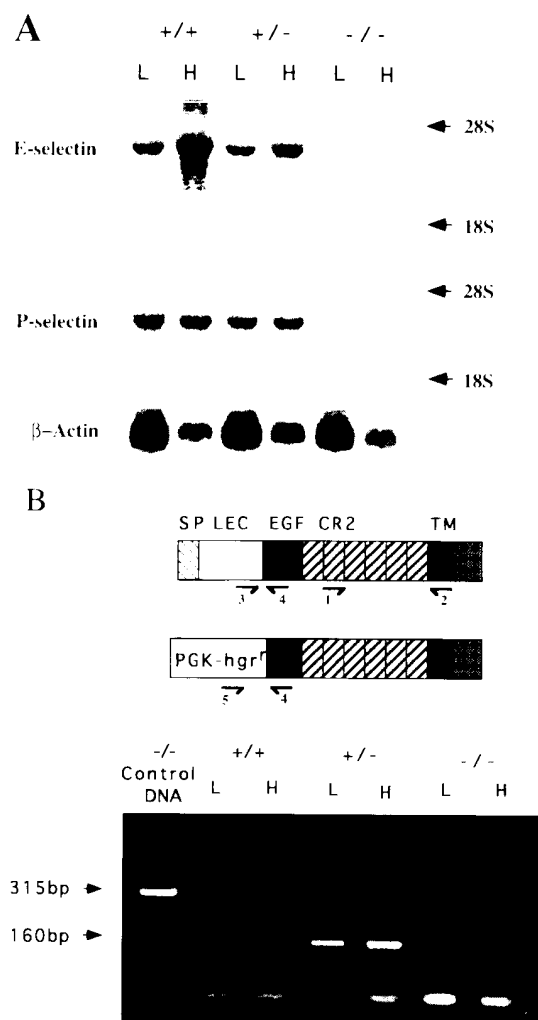 A
+/+ +/- -/-
L H L H L H
E-selectin
28S
18S
P-selectin
28S
18S
β-Actin
B
SP LEC EGF CR2 TM
3 4 1 2
PGK-hgrʳ
5 4
-/- +/+ +/- -/-
Control DNA
L H L H L H
315bp
160bp